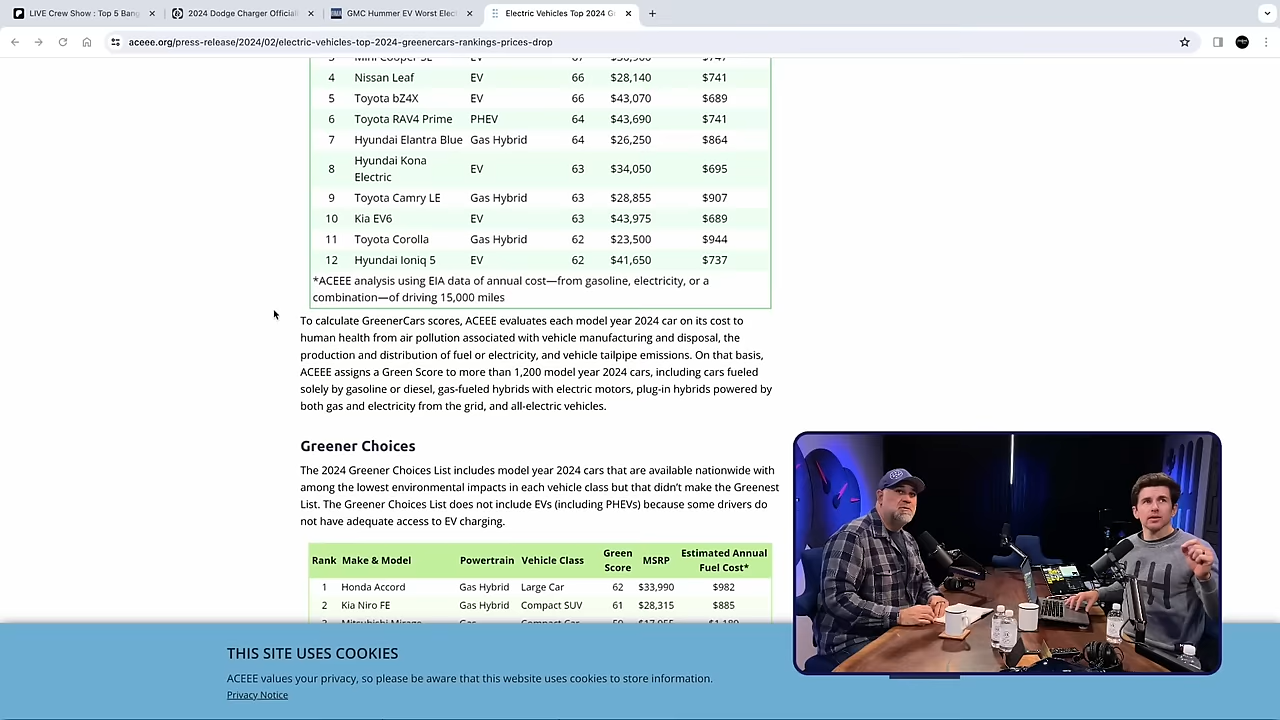 LIVE Crew Show : Top 5 Bang
2024 Dodge Charger Official
GMC Hummer EV Worst Elect
Electric Vehicles Top 2024 G
aceee.org/press-release/2024/02/electric-vehicles-top-2024-greenercars-rankings-prices-drop
3 Mini Cooper SE EV 67
4 Nissan Leaf EV 66 $28,140 $741
5 Toyota bZ4X EV 66 $43,070 $689
6 Toyota RAV4 Prime PHEV 64 $43,690 $741
7 Hyundai Elantra Blue Gas Hybrid 64 $26,250 $864
8 Hyundai Kona Electric EV 63 $34,050 $695
9 Toyota Camry LE Gas Hybrid 63 $28,855 $907
10 Kia EV6 EV 63 $43,975 $689
11 Toyota Corolla Gas Hybrid 62 $23,500 $944
12 Hyundai Ioniq 5 EV 62 $41,650 $737
*ACEEE analysis using EIA data of annual cost—from gasoline, electricity, or a
combination—of driving 15,000 miles
To calculate GreenerCars scores, ACEEE evaluates each model year 2024 car on its cost to
human health from air pollution associated with vehicle manufacturing and disposal, the
production and distribution of fuel or electricity, and vehicle tailpipe emissions. On that basis,
ACEEE assigns a Green Score to more than 1,200 model year 2024 cars, including cars fueled
solely by gasoline or diesel, gas-fueled hybrids with electric motors, plug-in hybrids powered by
both gas and electricity from the grid, and all-electric vehicles.
Greener Choices
The 2024 Greener Choices List includes model year 2024 cars that are available nationwide with
among the lowest environmental impacts in each vehicle class but that didn't make the Greenest
List. The Greener Choices List does not include EVs (including PHEVs) because some drivers do
not have adequate access to EV charging.
Rank Make & Model Powertrain Vehicle Class Green Score MSRP Estimated Annual Fuel Cost*
1 Honda Accord Gas Hybrid Large Car 62 $33,990 $982
2 Kia Niro FE Gas Hybrid Compact SUV 61 $28,315 $885
3 Mitsubishi Mirage Gas Compact Car 59
THIS SITE USES COOKIES
ACEEE values your privacy, so please be aware that this website uses cookies to store information.
Privacy Notice